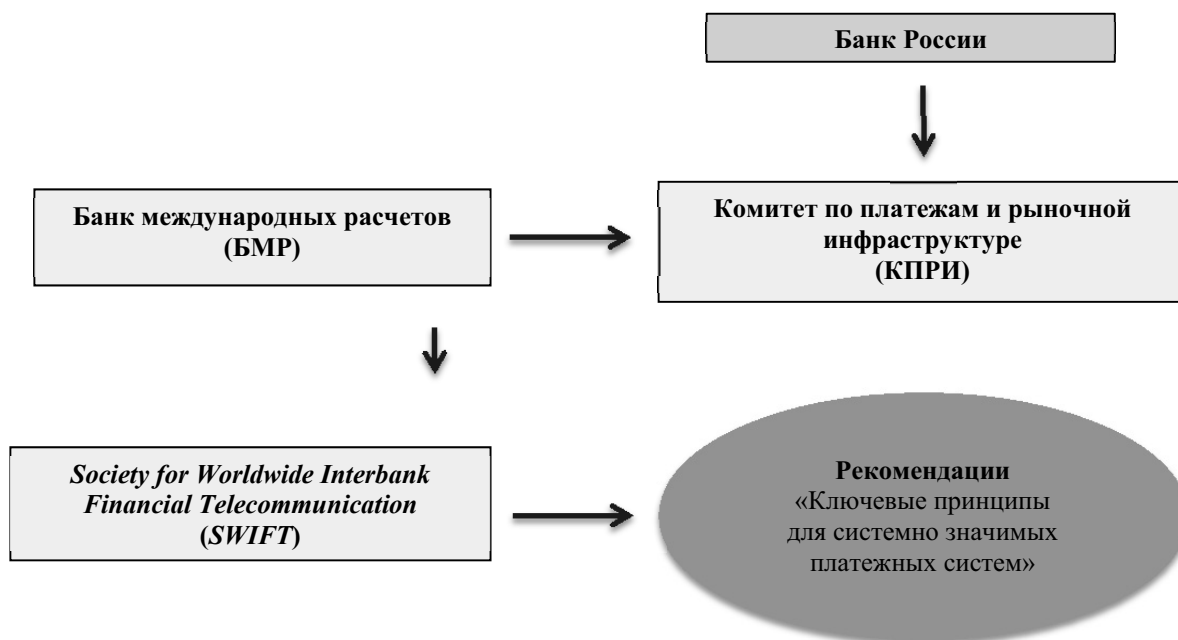 Банк России
Банк международных расчетов
(БМР)
Комитет по платежам и рыночной
инфраструктуре
(КПРИ)
Society for Worldwide Interbank
Financial Telecommunication
(SWIFT)
Рекомендации
«Ключевые принципы
для системно значимых
платежных систем»